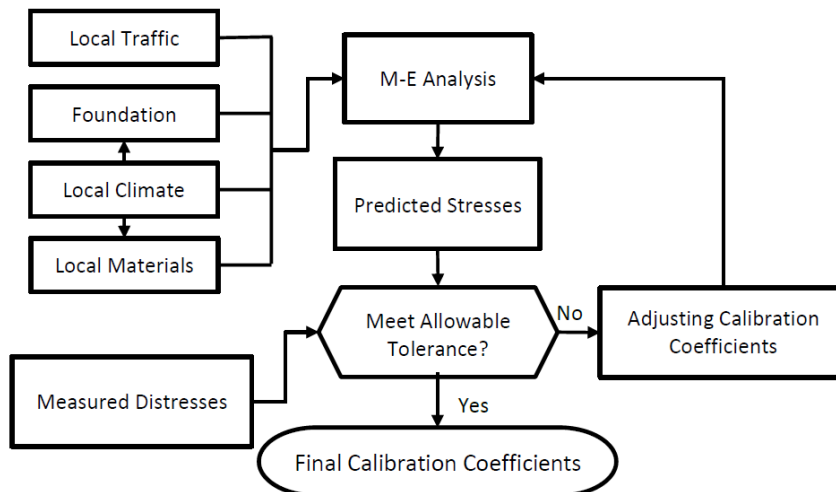 Local Traffic
Foundation
Local Climate
Local Materials
M-E Analysis
Predicted Stresses
Meet Allowable
Tolerance?
No
Adjusting Calibration
Coefficients
Measured Distresses
Yes
Final Calibration Coefficients